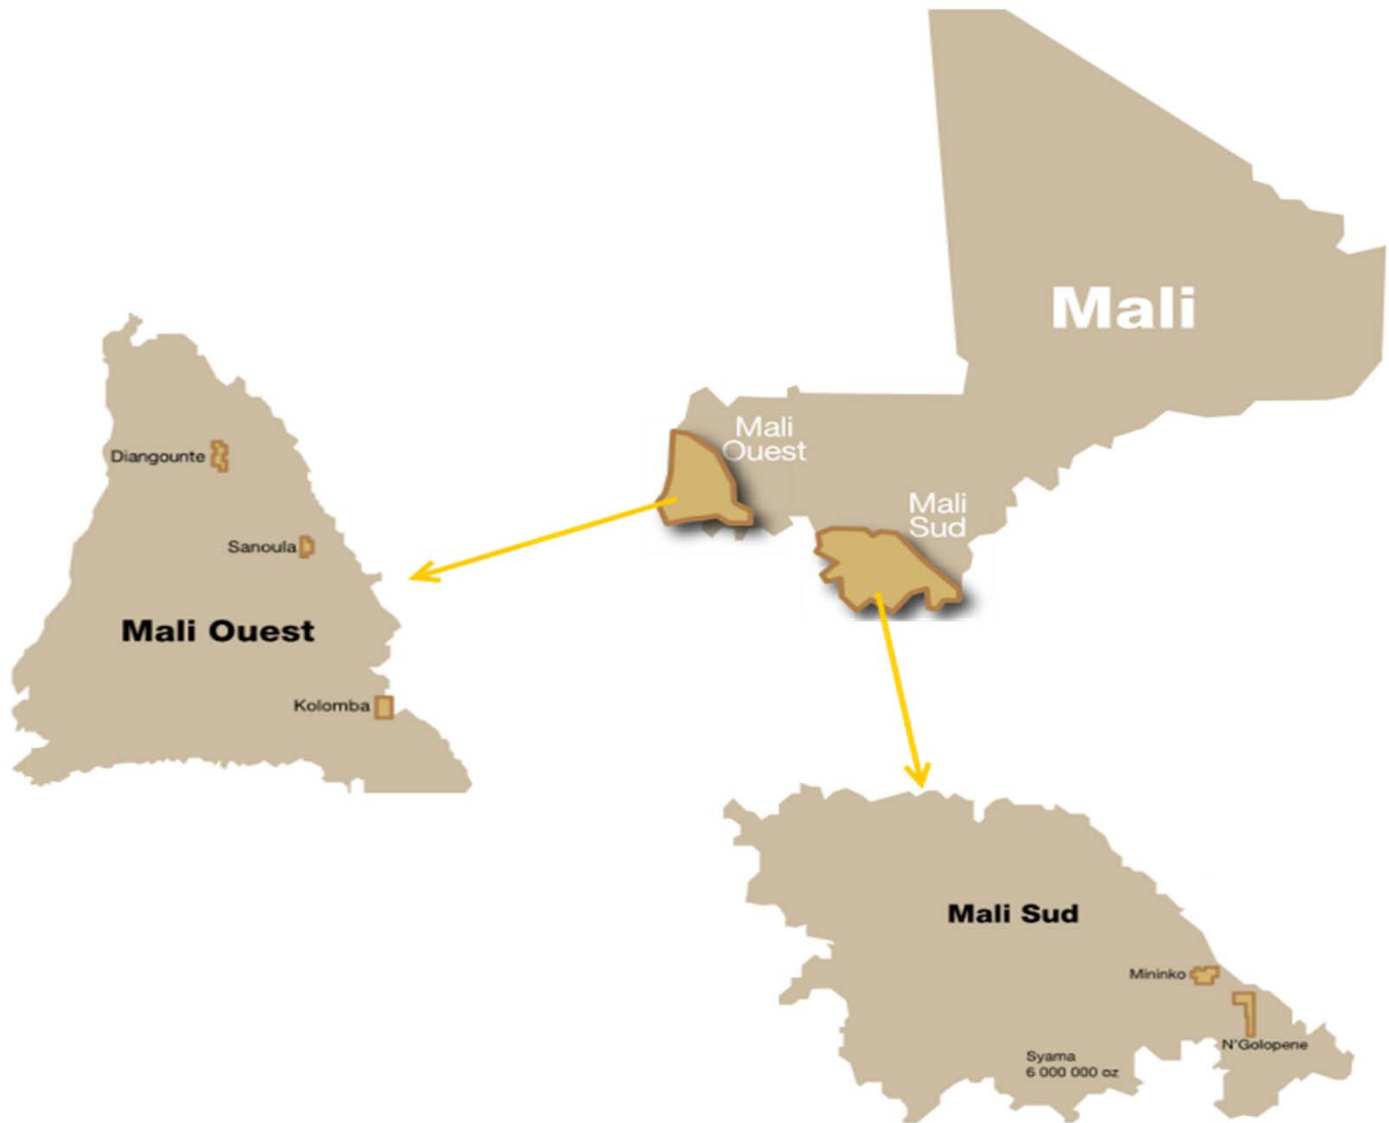 Mali
Mali
Ouest
Mali
Sud
Diangounte
Sanoula
Mali Ouest
Kolomba
Mali Sud
Mininko
N'Golopene
Syama
6 000 000 oz